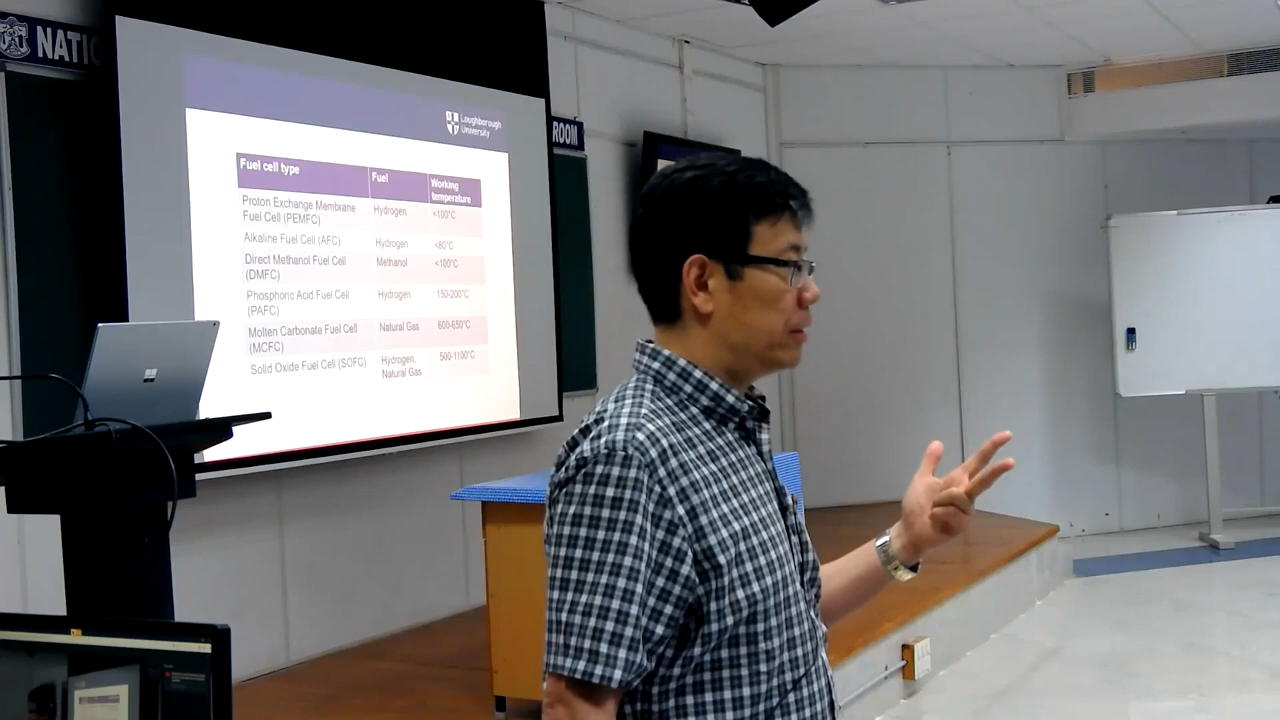 NATIO
ROOM
Loughborough
University
Fuel cell type Fuel Working
temperature
Proton Exchange Membrane
Fuel Cell (PEMFC) Hydrogen <100°C
Alkaline Fuel Cell (AFC) Hydrogen <80°C
Direct Methanol Fuel Cell
(DMFC) Methanol <100°C
Phosphoric Acid Fuel Cell
(PAFC) Hydrogen 150-200°C
Molten Carbonate Fuel Cell
(MCFC) Natural Gas 600-650°C
Solid Oxide Fuel Cell (SOFC) Hydrogen,
Natural Gas 500-1100°C